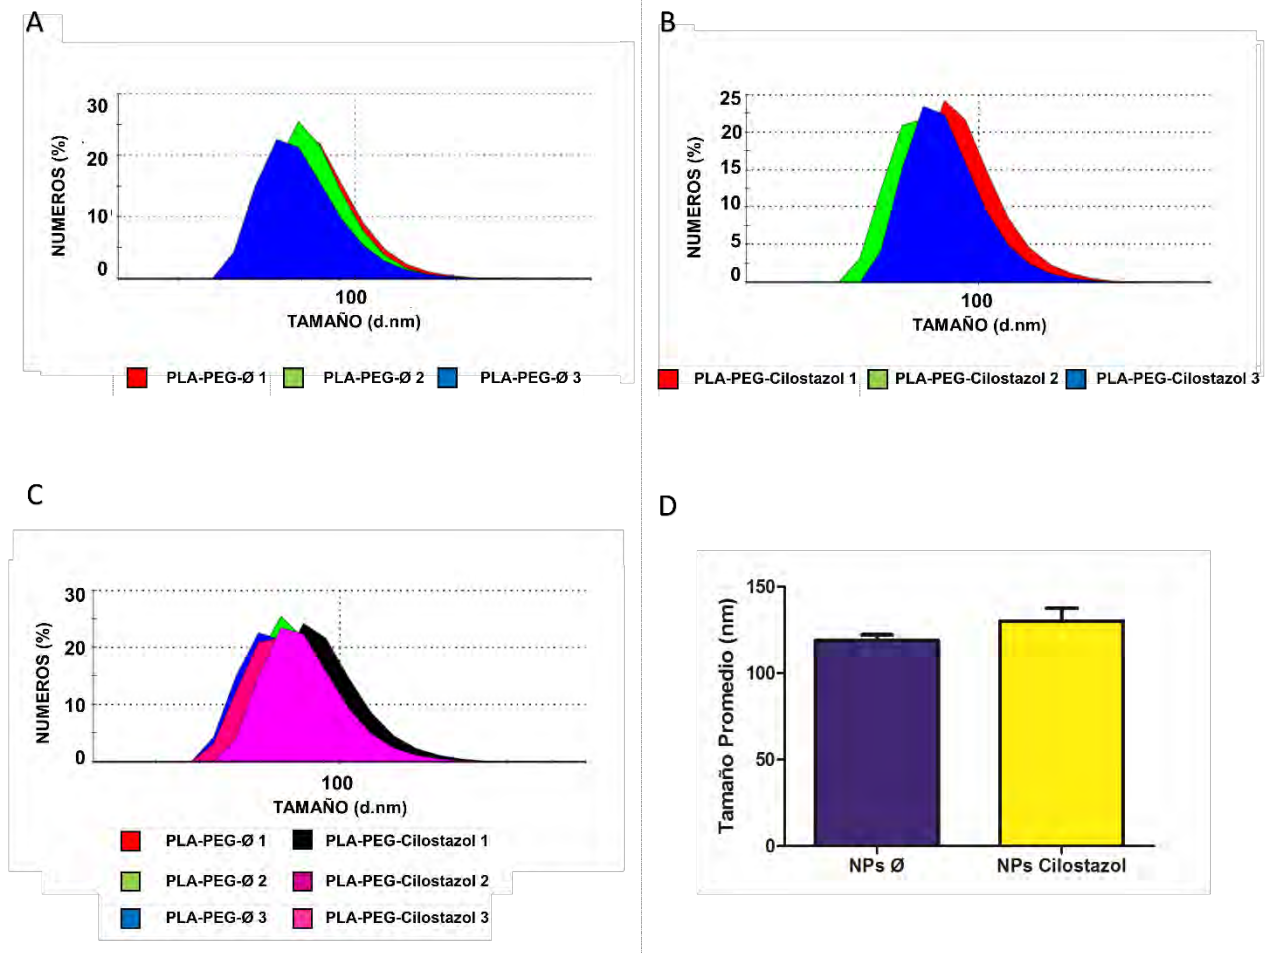 A
30
20
10
0
NUMEROS (%)
100
TAMAÑO (d.nm)
PLA-PEG-Ø 1
PLA-PEG-Ø 2
PLA-PEG-Ø 3
B
25
20
15
10
5
0
NUMEROS (%)
100
TAMAÑO (d.nm)
PLA-PEG-Cilostazol 1
PLA-PEG-Cilostazol 2
PLA-PEG-Cilostazol 3
C
30
20
10
0
NUMEROS (%)
100
TAMAÑO (d.nm)
PLA-PEG-Ø 1
PLA-PEG-Cilostazol 1
PLA-PEG-Ø 2
PLA-PEG-Cilostazol 2
PLA-PEG-Ø 3
PLA-PEG-Cilostazol 3
D
150
100
50
0
Tamaño Promedio (nm)
NPs Ø
NPs Cilostazol